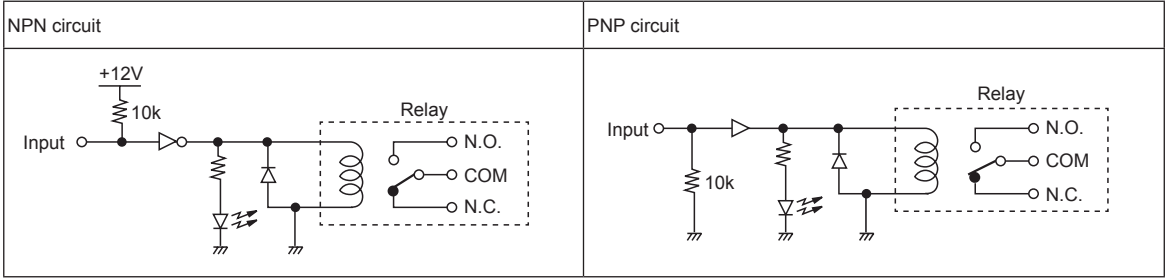 NPN circuit
PNP circuit
+12V
10k
Input
Relay
N.O.
COM
N.C.
Input
10k
Relay
N.O.
COM
N.C.